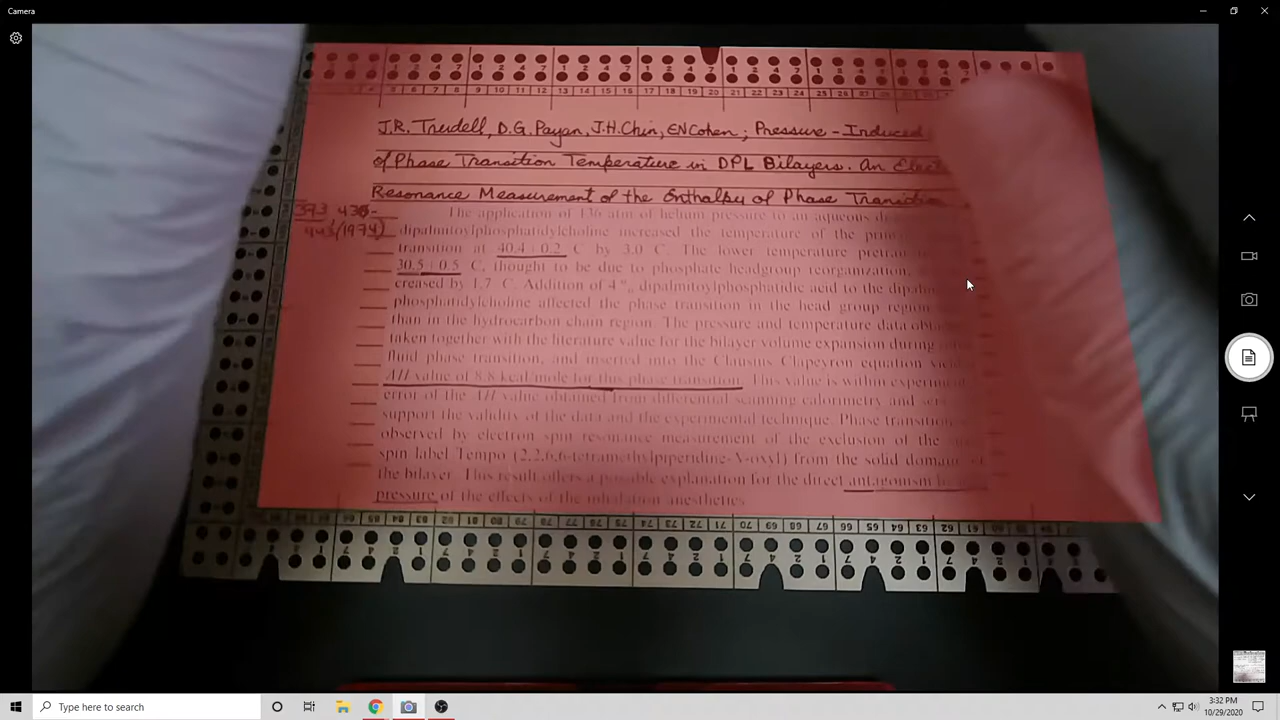 Camera
J.R. Trudell, D.G. Payan, J.H. Chin, E.N. Cohen; Pressure-Induced
of Phase Transition Temperature in DPL Bilayers. An Elect
Resonance Measurement of the Enthalpy of Phase Transition
373, 436-
443 (1974)
The application of 136 atm of helium pressure to an aqueous d
dipalmitoylphosphatidylcholine increased the temperature of the prin
transition at 40.4 ± 0.2 C by 3.0 C. The lower temperature pretran
30.5 ± 0.5 C, thought to be due to phosphate headgroup reorganization,
creased by 1.7 C. Addition of 4% dipalmitoylphosphatidic acid to the dipalm
phosphatidylcholine affected the phase transition in the head group region
than in the hydrocarbon chain region. The pressure and temperature data obta
taken together with the literature value for the bilayer volume expansion during
fluid phase transition and inserted into the Clausius Clapeyron equation yield
ΔH value of 8.8 kcal/mole for this phase transition. This value is within experim
error of the ΔH value obtained from differential scanning calorimetry and ser
support the validity of the data and the experimental technique. Phase transition
observed by electron spin resonance measurement of the exclusion of the
spin label Tempo (2,2,6,6-tetramethylpiperidine-N-oxyl) from the solid domain
the bilayer. This result offers a possible explanation for the direct antagonism
pressure of the effects of the inhalation anesthetics.
Type here to search
3:32 PM
10/29/2020